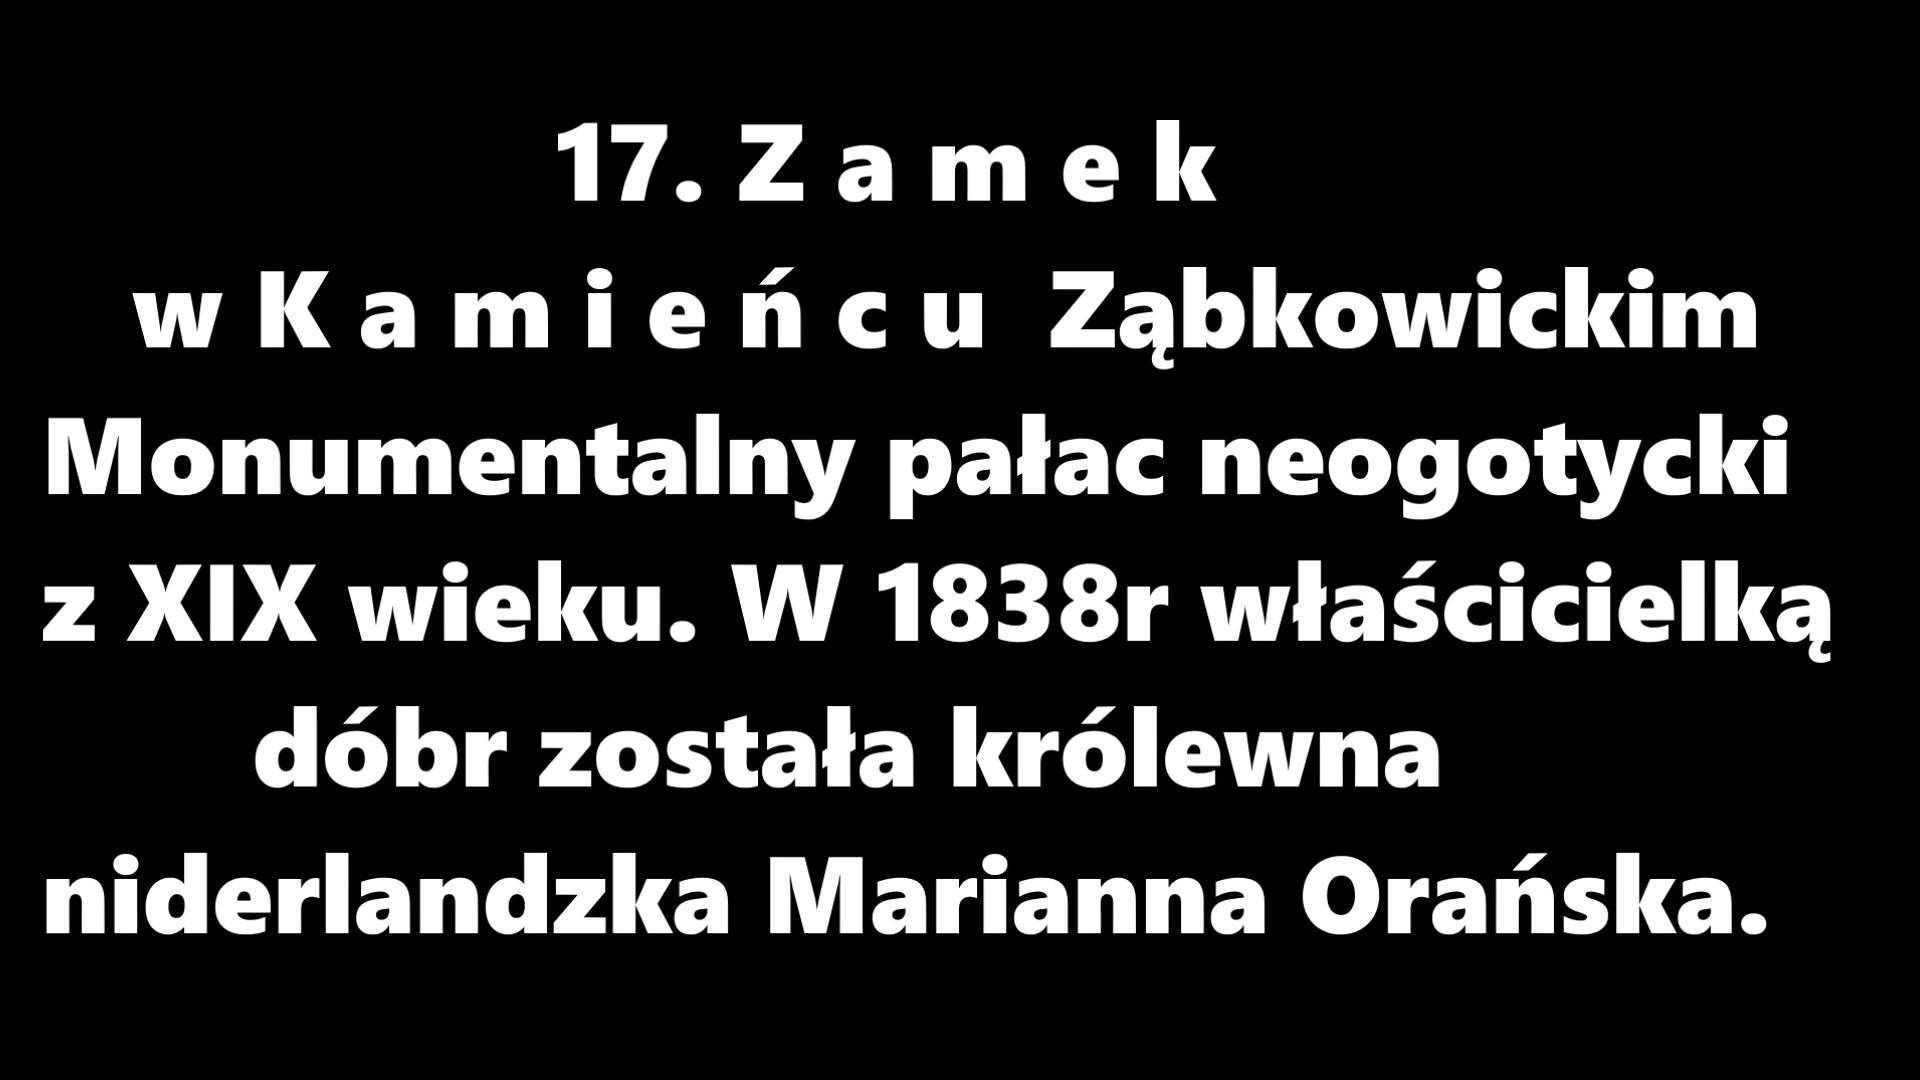 17. Z a m e k
w K a m i e ń c u  Ząbkowickim
Monumentalny pałac neogotycki
z XIX wieku. W 1838r właścicielką
dóbr została królewna
niderlandzka Marianna Orańska.